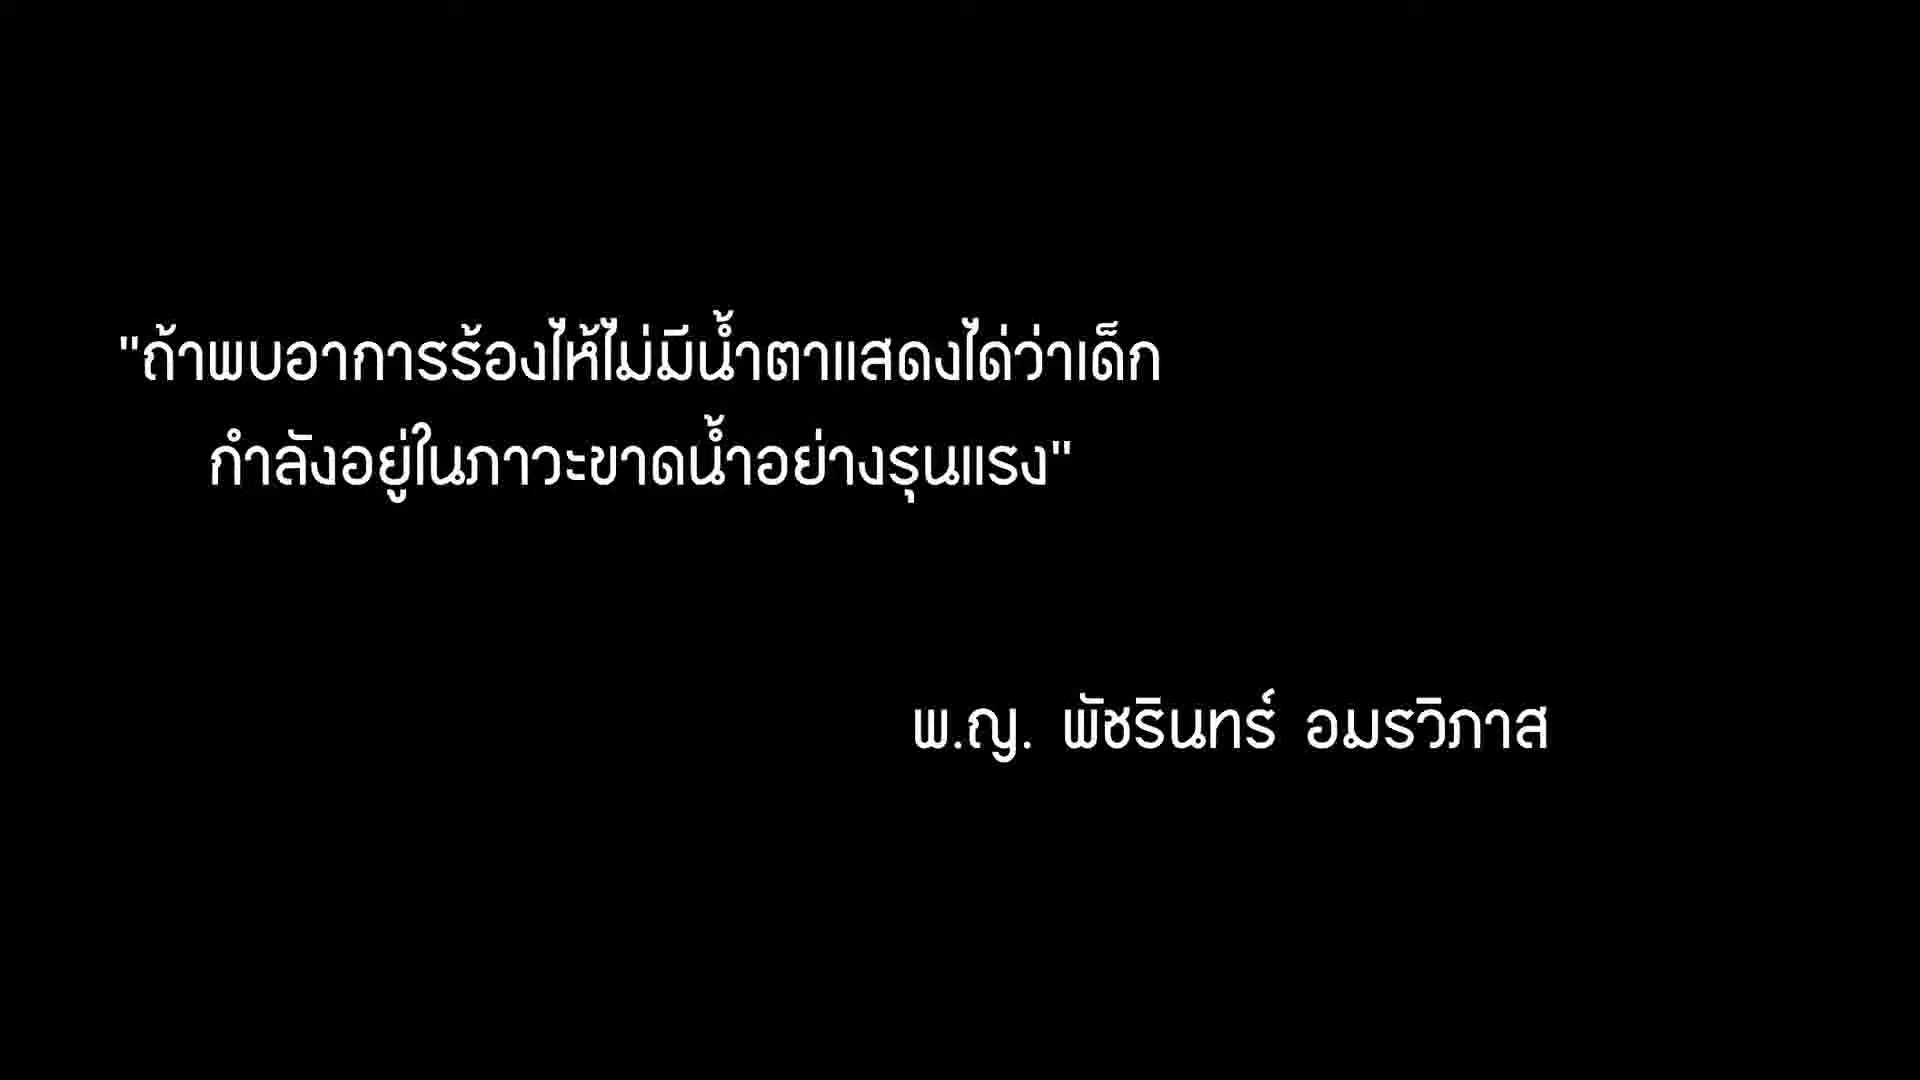 "ถ้าพบอาการร้องไห้ไม่มีน้ำตาแสดงได่ว่าเด็ก
กำลังอยู่ในภาวะขาดน้ำอย่างรุนแรง"
พ.ญ. พัชรินทร์ อมรวิภาส